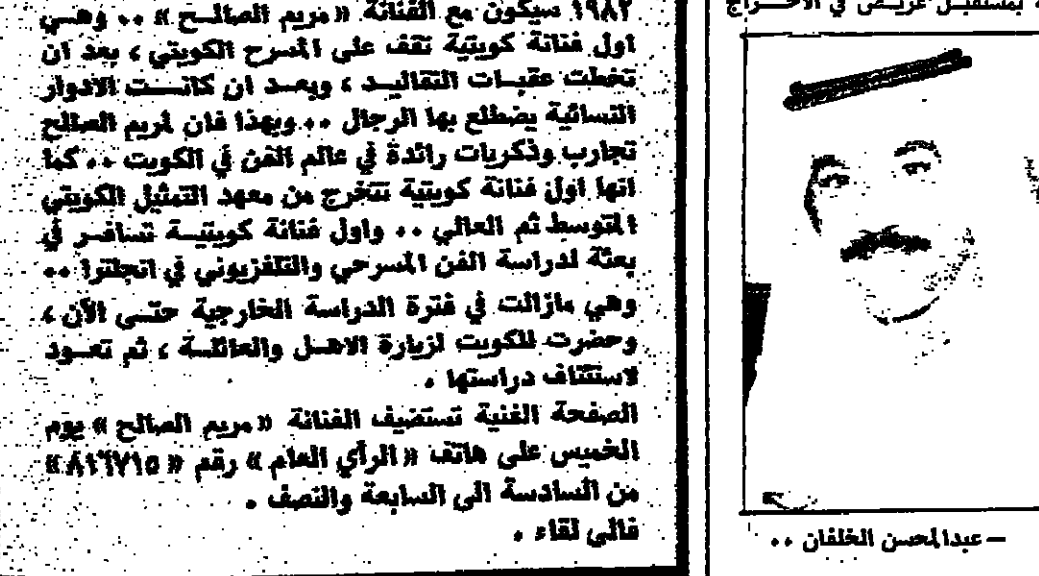 ١٩٨٢ سيكون مع الفنانة «مريم الصالح» .. وهي
اول فنانة كويتية تقف على المسرح الكويتي ، بعد ان
تخطت عقبات التقاليد ، وبعد ان كانت الادوار
النسائية يضطلع بها الرجال .. وبهذا فان لمريم الصالح
تجارب وذكريات رائدة في عالم الفن في الكويت .. كما
انها اول فنانة كويتية تتخرج من معهد التمثيل الكويتي
المتوسط ثم العالي .. واول فنانة كويتية تسافر في
بعثة لدراسة الفن المسرحي والتلفزيوني في انجلترا ..
وهي مازالت في فترة الدراسة الخارجية حتى الآن ،
وحضرت للكويت لزيارة الاهل والعائلة ، ثم تعود
لاستئناف دراستها .
الصفحة الفنية تستضيف الفنانة «مريم الصالح» يوم
الخميس على هاتف «الرأي العام» رقم «٨١٦٧١٥»
من السادسة الى السابعة والنصف .
فالى لقاء .
بمستقبل عريض في الاخراج
— عبدالمحسن الخلفان ..